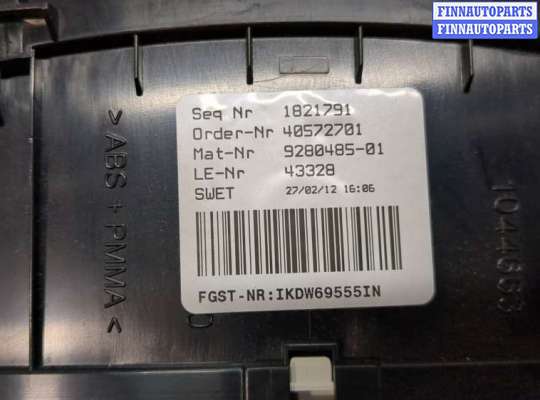 FINNAUTOPARTS
FINNAUTOPARTS
Seq Nr 1821791
Order-Nr 40572701
Mat-Nr 9280485-01
LE-Nr 43328
SWET 27/02/12 16:06
FGST-NR:IKDW69555IN
>ABS+PMMA<
1044663